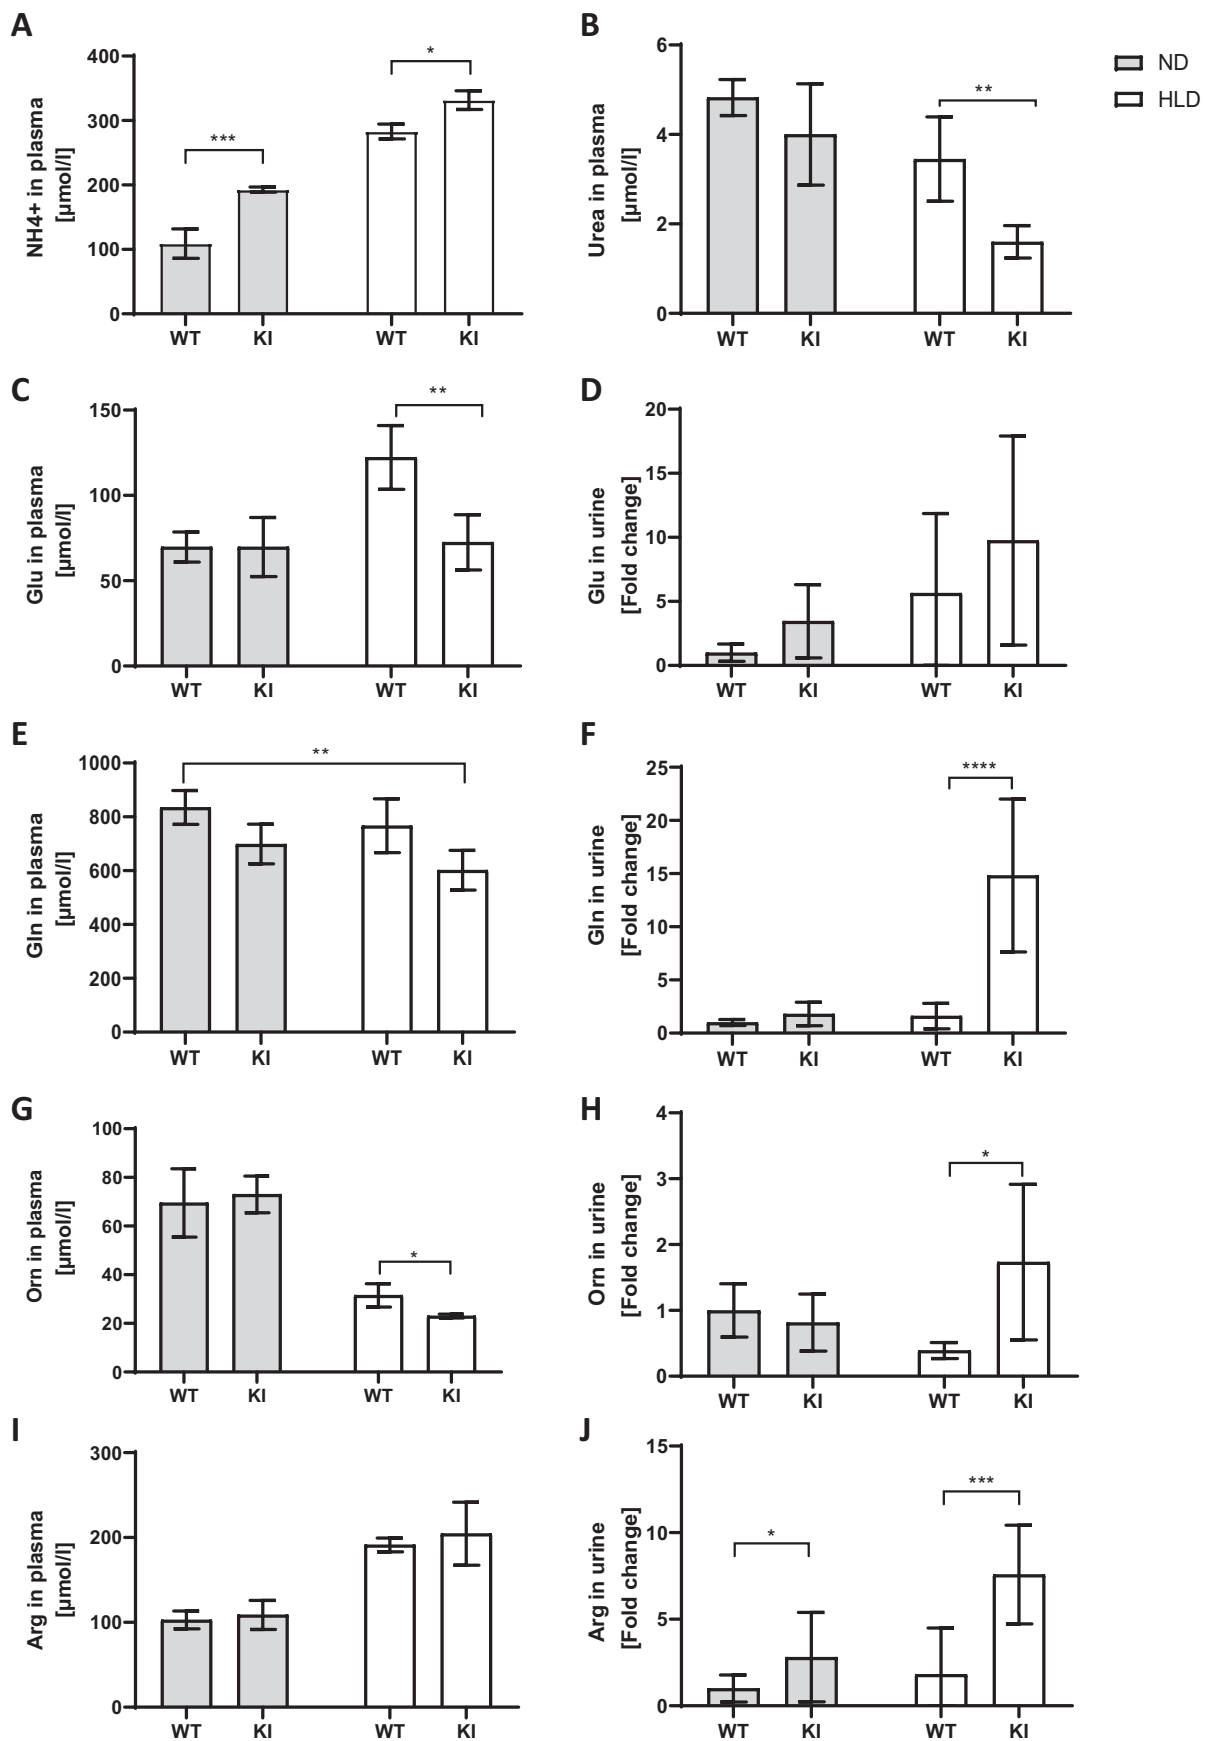 A
NH4+ in plasma
[µmol/l]
400
300
200
100
0
***
*
WT
KI
WT
KI
B
Urea in plasma
[µmol/l]
6
4
2
0
**
WT
KI
WT
KI
ND
HLD
C
Glu in plasma
[µmol/l]
150
100
50
0
**
WT
KI
WT
KI
D
Glu in urine
[Fold change]
20
15
10
5
0
WT
KI
WT
KI
E
Gln in plasma
[µmol/l]
1000
800
600
400
200
0
**
WT
KI
WT
KI
F
Gln in urine
[Fold change]
25
20
15
10
5
0
****
WT
KI
WT
KI
G
Orn in plasma
[µmol/l]
100
80
60
40
20
0
*
WT
KI
WT
KI
H
Orn in urine
[Fold change]
4
3
2
1
0
*
WT
KI
WT
KI
I
Arg in plasma
[µmol/l]
300
200
100
0
WT
KI
WT
KI
J
Arg in urine
[Fold change]
15
10
5
0
*
***
WT
KI
WT
KI